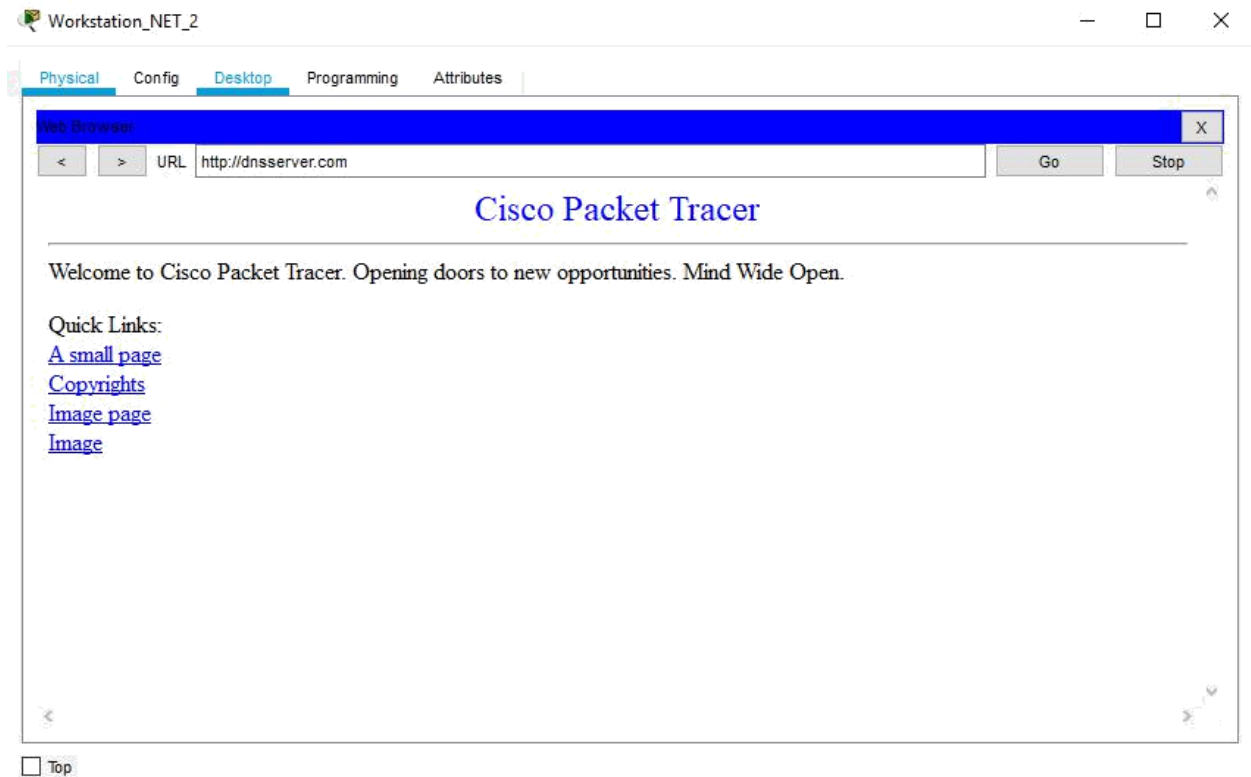 Workstation_NET_2
Physical Config Desktop Programming Attributes
Web Browser
X
< > URL http://dnsserver.com Go Stop
Cisco Packet Tracer
Welcome to Cisco Packet Tracer. Opening doors to new opportunities. Mind Wide Open.
Quick Links:
A small page
Copyrights
Image page
Image
Top